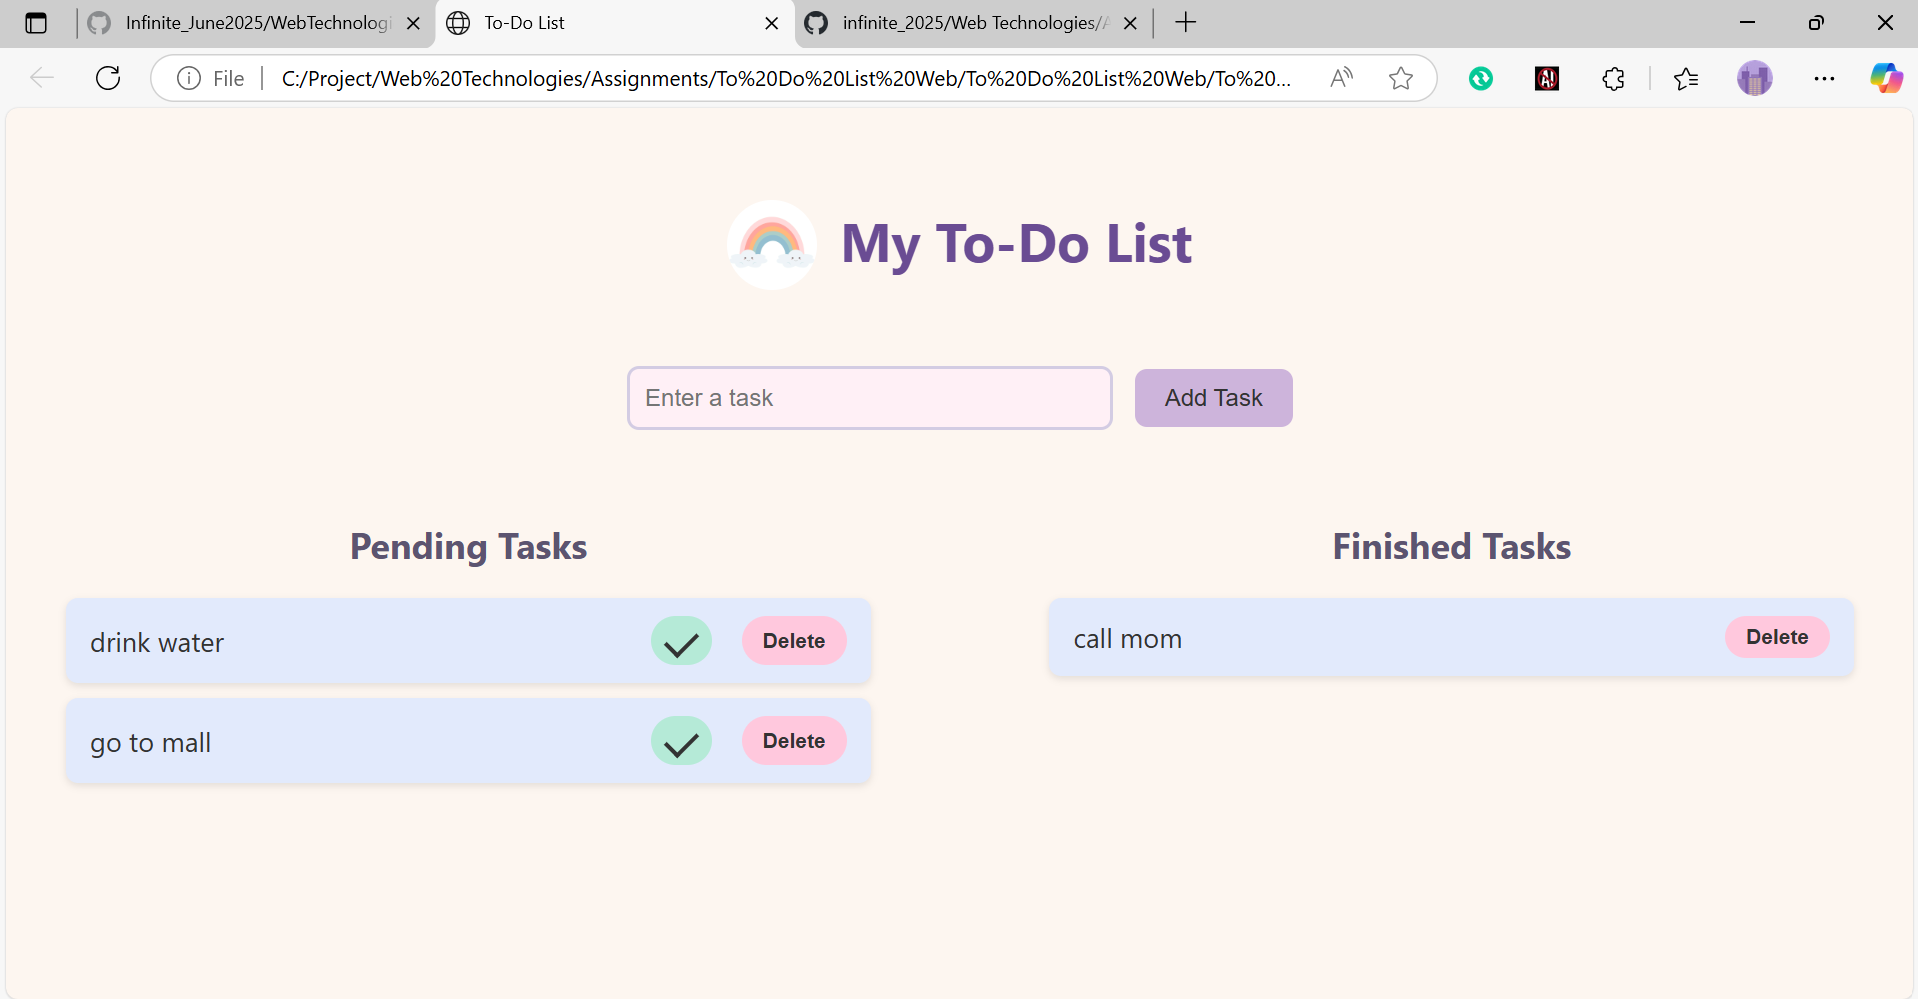 Infinite_June2025/WebTechnologi
To-Do List
infinite_2025/Web Technologies/A
File
C:/Project/Web%20Technologies/Assignments/To%20Do%20List%20Web/To%20Do%20List%20Web/To%20...
My To-Do List
Enter a task
Add Task
Pending Tasks
Finished Tasks
drink water
Delete
call mom
Delete
go to mall
Delete